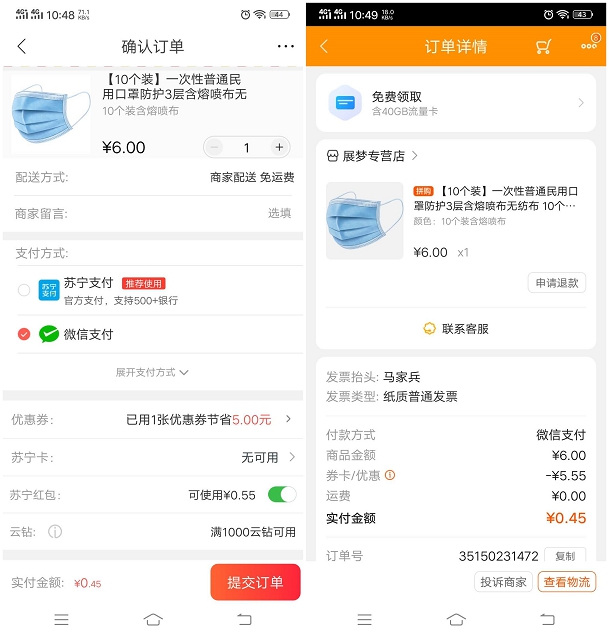 4G⁺ 4G 10:48 71.1 KB/s 44
确认订单
【10个装】一次性普通民
用口罩防护3层含熔喷布无
10个装含熔喷布
¥6.00
1
配送方式:
商家配送 免运费
商家留言:
选填
支付方式:
苏宁支付
苏宁支付 推荐使用
官方支付，支持500+银行
微信支付
展开支付方式
优惠券:
已用1张优惠券节省5.00元
苏宁卡:
无可用
苏宁红包:
可使用¥0.55
云钻:
满1000云钻可用
实付金额: ¥0.45
提交订单
4G⁺ 4G 10:49 18.0 KB/s 43
订单详情
8
免费领取
含40GB流量卡
展梦专营店
拼购 【10个装】一次性普通民用口
罩防护3层含熔喷布无纺布 10个…
颜色: 10个装含熔喷布
¥6.00 x1
申请退款
联系客服
发票抬头: 马家兵
发票类型: 纸质普通发票
付款方式
微信支付
商品金额
¥6.00
券卡/优惠
-¥5.55
运费
¥0.00
实付金额
¥0.45
订单号
35150231472
复制
投诉商家
查看物流